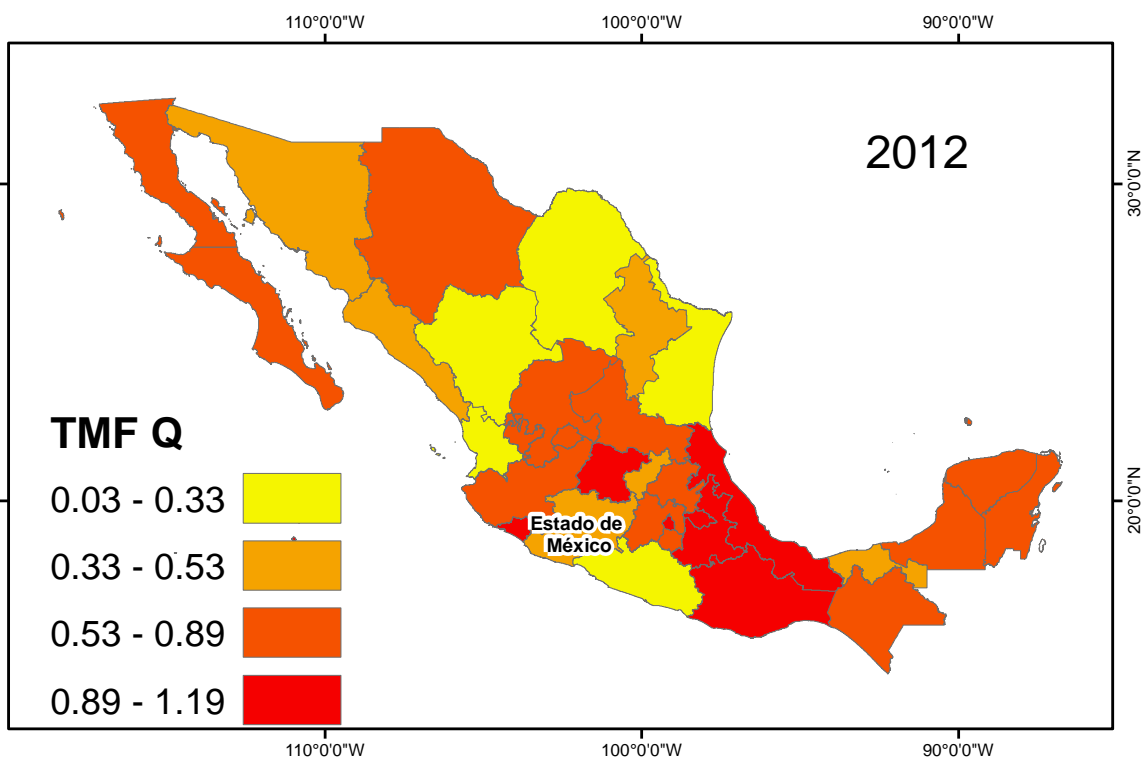 110°0'0"W 100°0'0"W 90°0'0"W
2012
30°0'0"N
TMF Q
0.03 - 0.33
20°0'0"N
Estado de
México
0.33 - 0.53
0.53 - 0.89
0.89 - 1.19
110°0'0"W 100°0'0"W 90°0'0"W